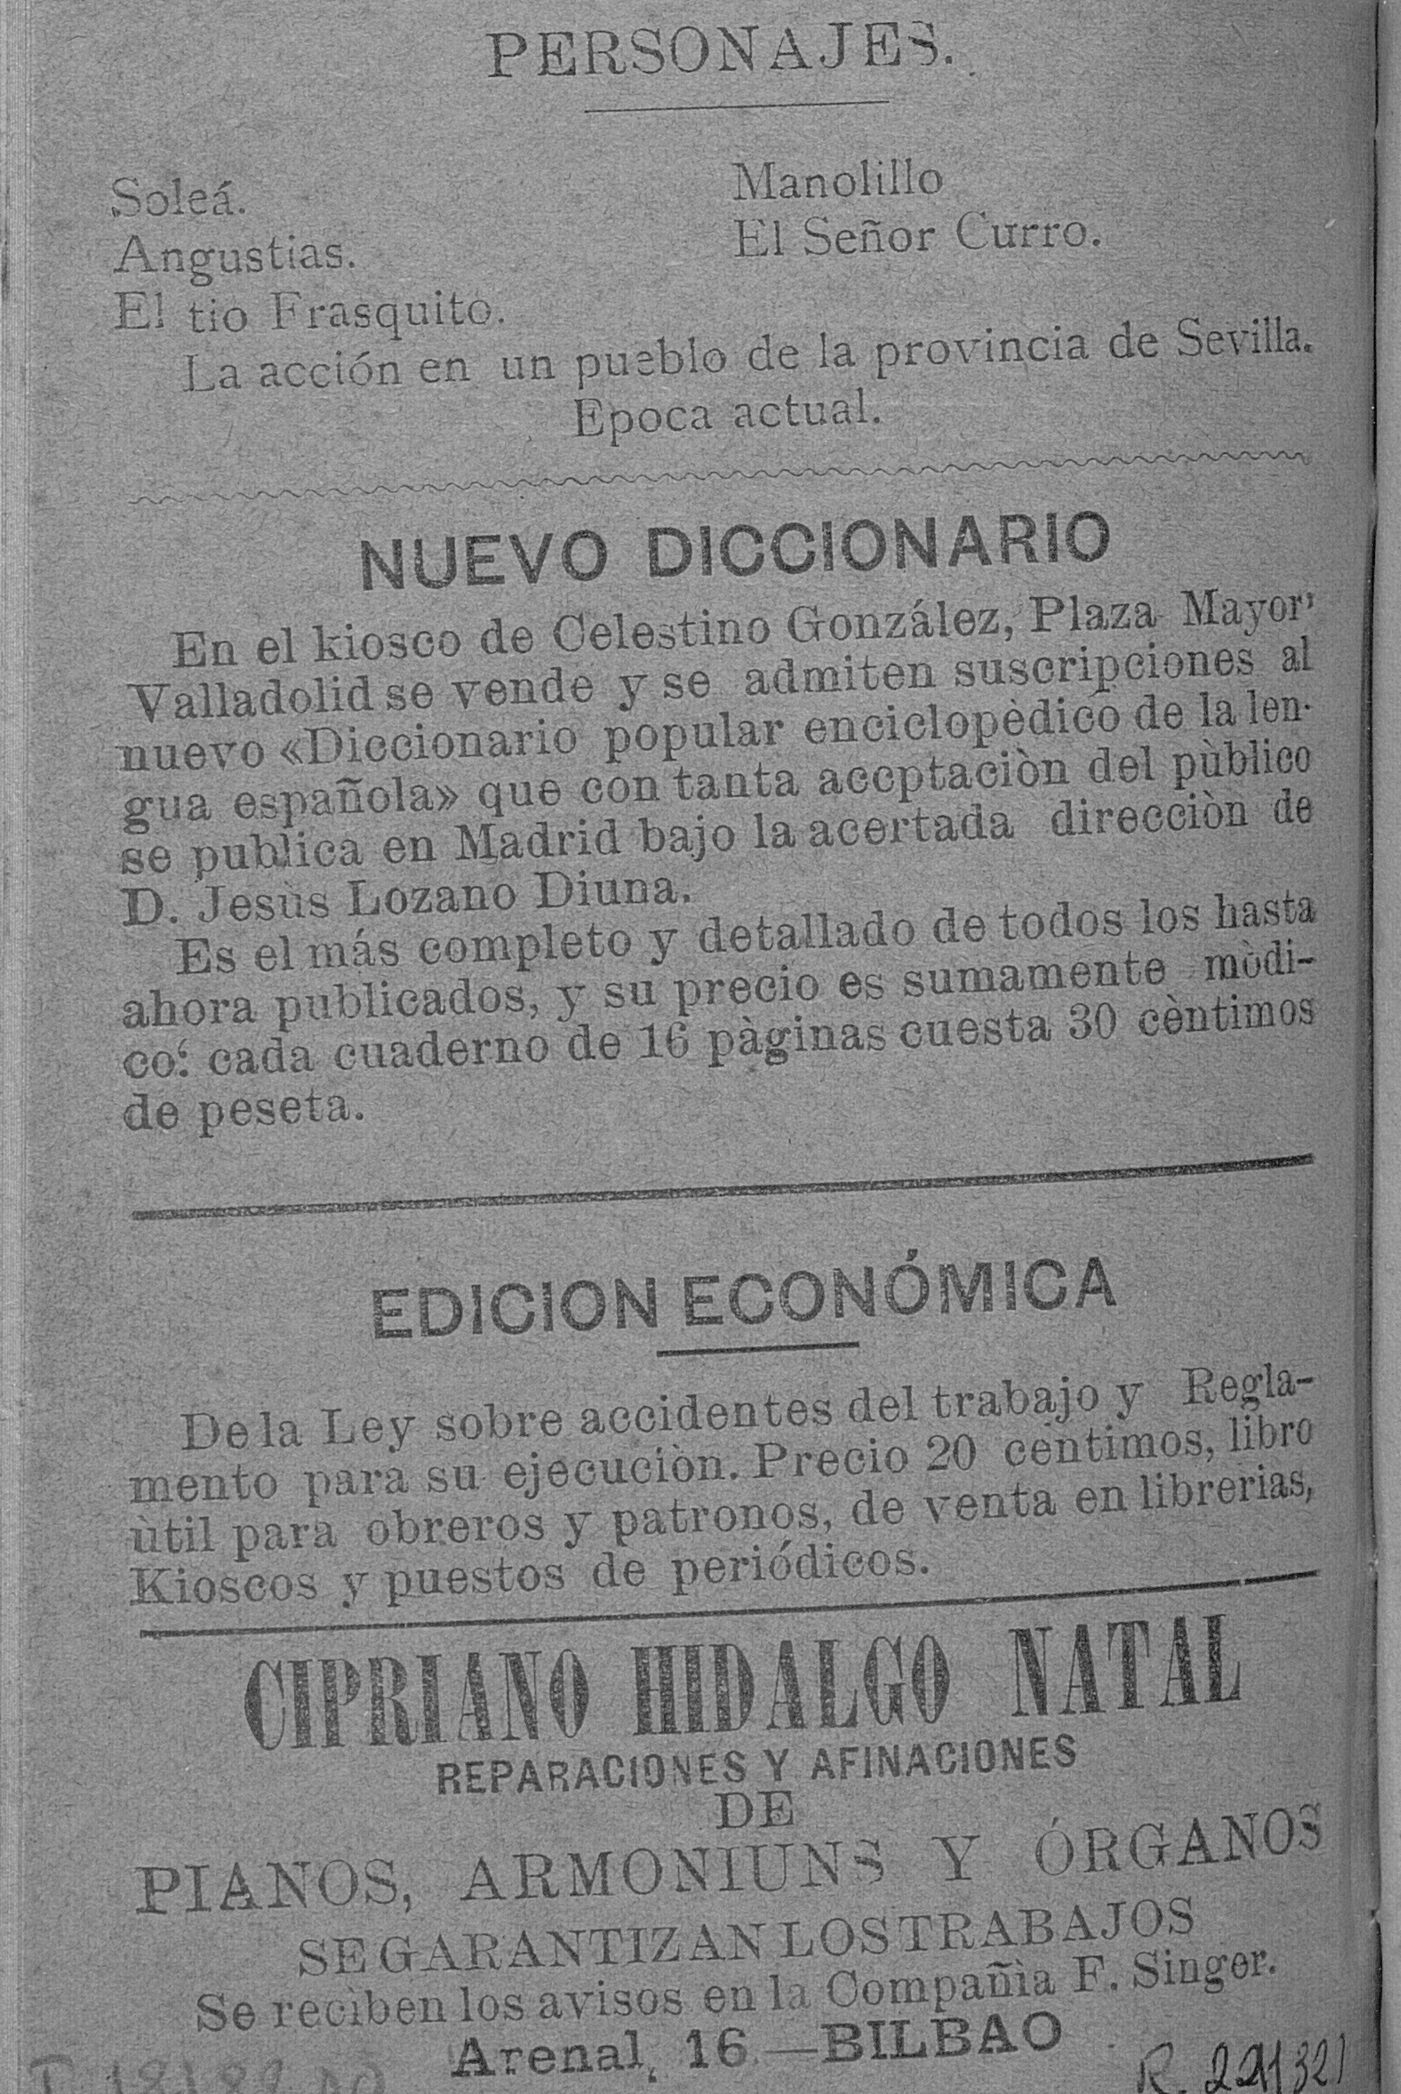 PERSONAJES.
Soleá.
Angustias.
El tio Frasquito.
Manolillo
El Señor Curro.
La acción en un pueblo de la provincia de Sevilla.
Epoca actual.
NUEVO DICCIONARIO
En el kiosco de Celestino González, Plaza Mayor'
Valladolid se vende y se admiten suscripciones al
nuevo «Diccionario popular enciclopèdico de la len-
gua española» que con tanta acoptaciòn del pùblico
se publica en Madrid bajo la acertada direcciòn de
D. Jesùs Lozano Diuna.
Es el más completo y detallado de todos los hasta
ahora publicados, y su precio es sumamente mòdi-
co: cada cuaderno de 16 pàginas cuesta 30 cèntimos
de peseta.
EDICION ECONÓMICA
De la Ley sobre accidentes del trabajo y Regla-
mento para su ejecuciòn. Precio 20 centimos, libro
ùtil para obreros y patronos, de venta en librerias,
Kioscos y puestos de periódicos.
CIPRIANO HIDALGO NATAL
REPARACIONES Y AFINACIONES
DE
PIANOS, ARMONIUNS Y ÓRGANOS
SE GARANTIZAN LOS TRABAJOS
Se recìben los avisos en la Compañìa F. Singer.
Arenal, 16.—BILBAO